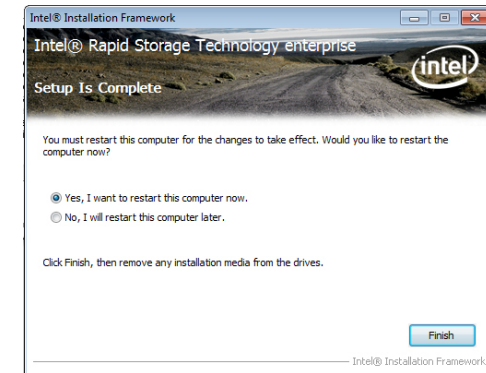 Intel® Installation Framework
Intel® Rapid Storage Technology enterprise
(intel)
Setup Is Complete
You must restart this computer for the changes to take effect. Would you like to restart the
computer now?
Yes, I want to restart this computer now.
No, I will restart this computer later.
Click Finish, then remove any installation media from the drives.
Finish
Intel® Installation Framework